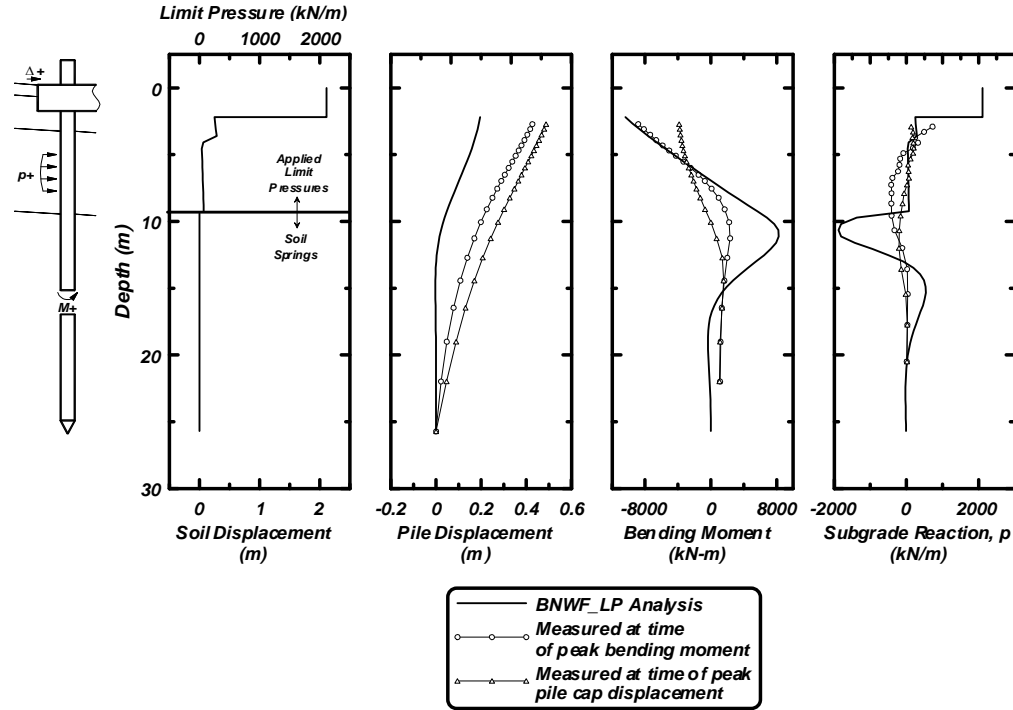 Limit Pressure (kN/m)
0 1000 2000
Δ+
p+
M+
Depth (m)
0
10
20
30
Applied
Limit
Pressures
Soil
Springs
0 1 2
Soil Displacement
(m)
-0.2 0 0.2 0.4 0.6
Pile Displacement
(m)
-8000 0 8000
Bending Moment
(kN-m)
-2000 0 2000
Subgrade Reaction, p
(kN/m)
BNWF_LP Analysis
Measured at time
of peak bending moment
Measured at time of peak
pile cap displacement